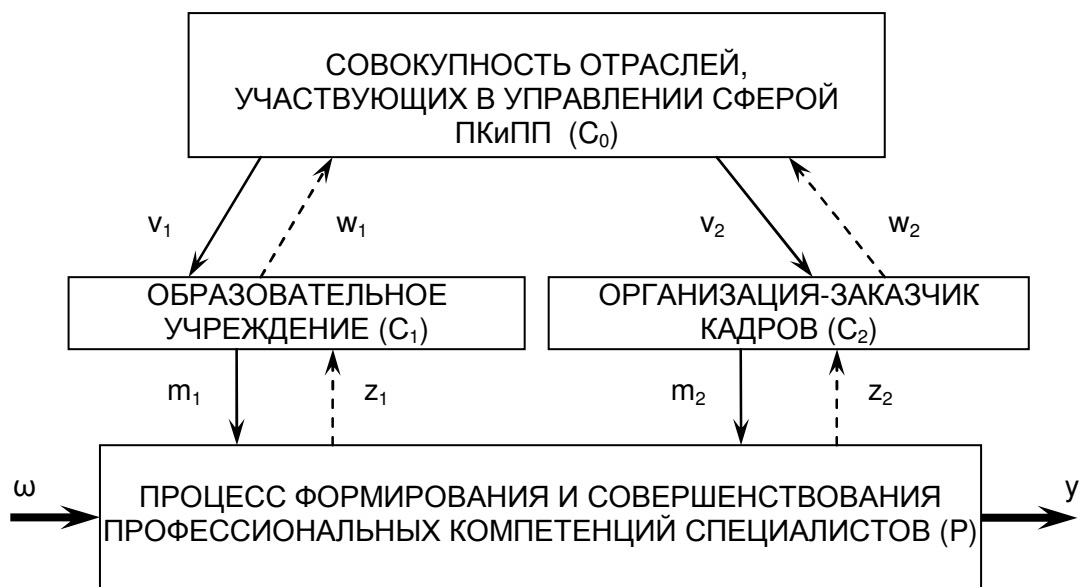 СОВОКУПНОСТЬ ОТРАСЛЕЙ,
УЧАСТВУЮЩИХ В УПРАВЛЕНИИ СФЕРОЙ
ПКиПП (C₀)
v₁
w₁
v₂
w₂
ОБРАЗОВАТЕЛЬНОЕ
УЧРЕЖДЕНИЕ (C₁)
ОРГАНИЗАЦИЯ-ЗАКАЗЧИК
КАДРОВ (C₂)
m₁
z₁
m₂
z₂
ω
y
ПРОЦЕСС ФОРМИРОВАНИЯ И СОВЕРШЕНСТВОВАНИЯ
ПРОФЕССИОНАЛЬНЫХ КОМПЕТЕНЦИЙ СПЕЦИАЛИСТОВ (P)